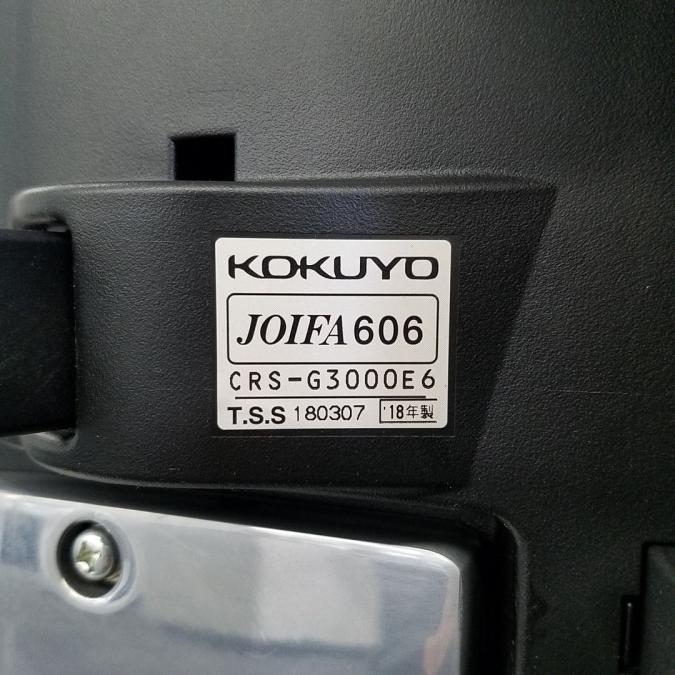 KOKUYO
JOIFA606
CRS-G3000E6
T.S.S 180307 '18年製